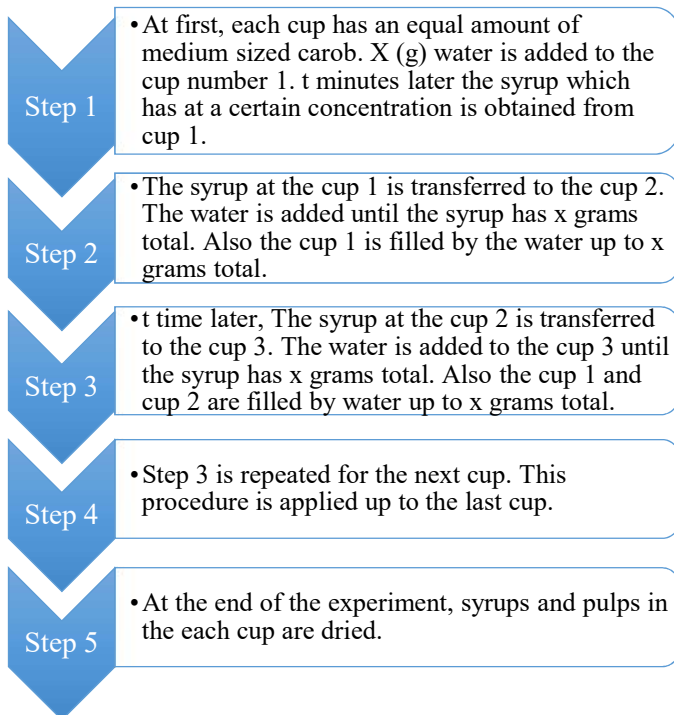 Step 1
•At first, each cup has an equal amount of
medium sized carob. X (g) water is added to the
cup number 1. t minutes later the syrup which
has at a certain concentration is obtained from
cup 1.
Step 2
•The syrup at the cup 1 is transferred to the cup 2.
The water is added until the syrup has x grams
total. Also the cup 1 is filled by the water up to x
grams total.
Step 3
•t time later, The syrup at the cup 2 is transferred
to the cup 3. The water is added to the cup 3 until
the syrup has x grams total. Also the cup 1 and
cup 2 are filled by water up to x grams total.
Step 4
•Step 3 is repeated for the next cup. This
procedure is applied up to the last cup.
Step 5
•At the end of the experiment, syrups and pulps in
the each cup are dried.